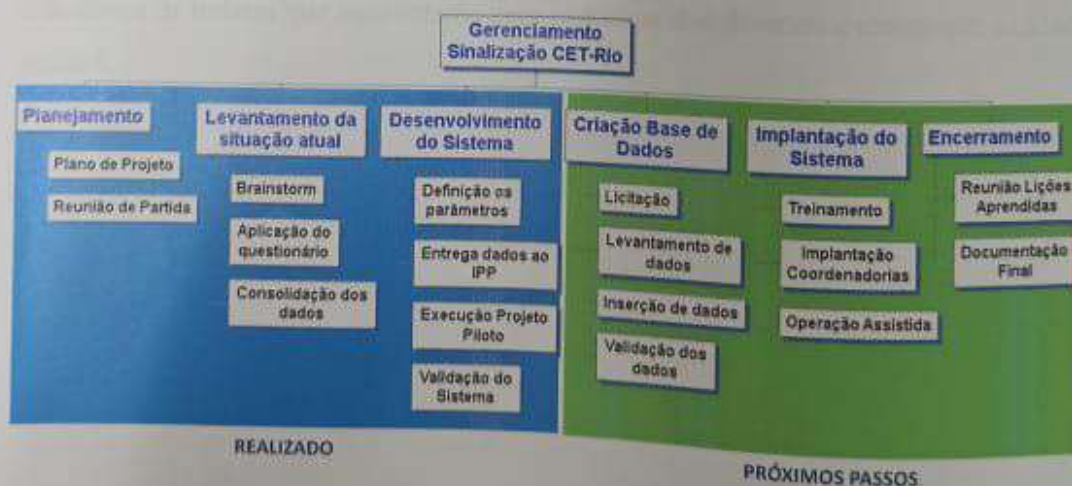 Gerenciamento
Sinalização CET-Rio
Planejamento
Plano de Projeto
Reunião de Partida
Levantamento da
situação atual
Brainstorm
Aplicação do
questionário
Consolidação dos
dados
Desenvolvimento
do Sistema
Definição os
parâmetros
Entrega dados ao
IPP
Execução Projeto
Piloto
Validação do
Sistema
Criação Base de
Dados
Licitação
Levantamento de
dados
Inserção de dados
Validação dos
dados
Implantação do
Sistema
Treinamento
Implantação
Coordenadorias
Operação Assistida
Encerramento
Reunião Lições
Aprendidas
Documentação
Final
REALIZADO
PRÓXIMOS PASSOS